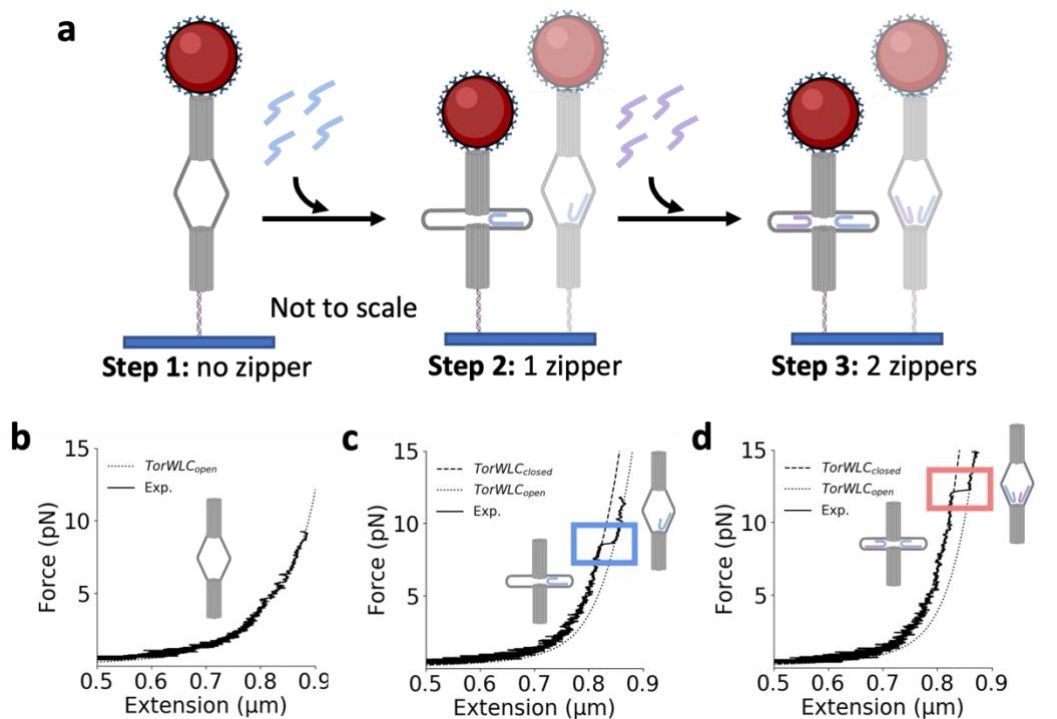 a
Not to scale
Step 1: no zipper
Step 2: 1 zipper
Step 3: 2 zippers
b
15
10
5
TorWLCopen
Exp.
Force (pN)
0.5 0.6 0.7 0.8 0.9
Extension (μm)
c
15
10
5
TorWLCclosed
TorWLCopen
Exp.
Force (pN)
0.5 0.6 0.7 0.8 0.9
Extension (μm)
d
15
10
5
TorWLCclosed
TorWLCopen
Exp.
Force (pN)
0.5 0.6 0.7 0.8 0.9
Extension (μm)